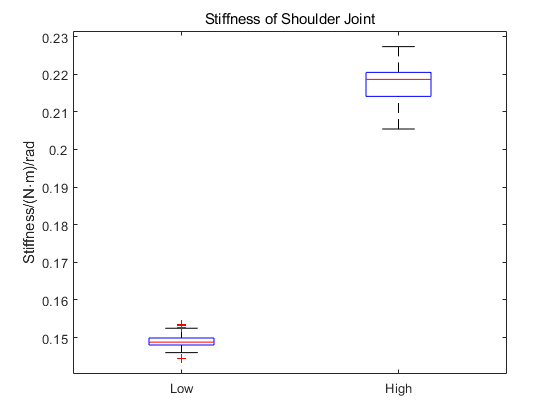 Stiffness of Shoulder Joint
0.23
0.22
0.21
0.2
0.19
0.18
0.17
0.16
0.15
Stiffness/(N·m)/rad
Low
High